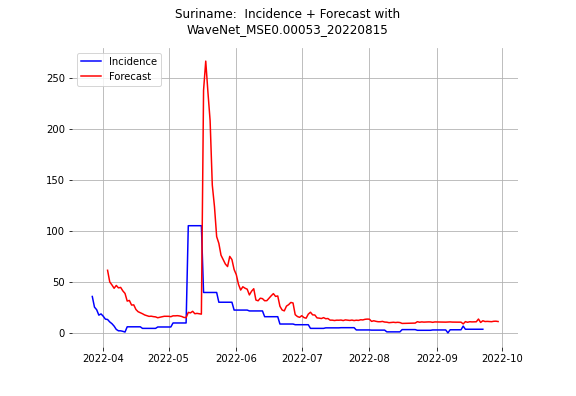 Suriname:  Incidence + Forecast with
WaveNet_MSE0.00053_20220815
Incidence
Forecast
250
200
150
100
50
0
2022-04 2022-05 2022-06 2022-07 2022-08 2022-09 2022-10